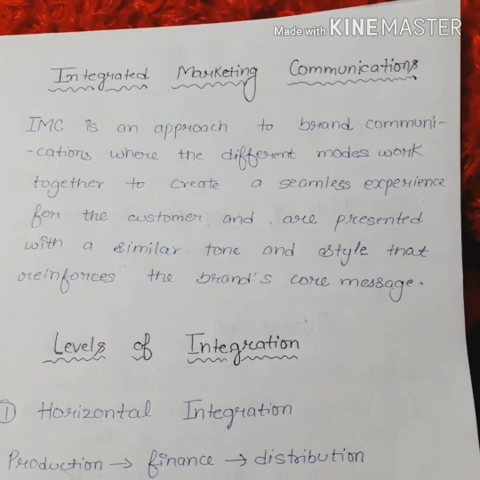 Made with KINEMASTER
Integrated Marketing Communications
IMC is an approach to brand communi-
-cations where the different modes work
together to create a seamless experience
for the customer and are presented
with a similar tone and style that
reinforces the brand's core message.
Levels of Integration
① Horizontal Integration
Production → finance → distribution